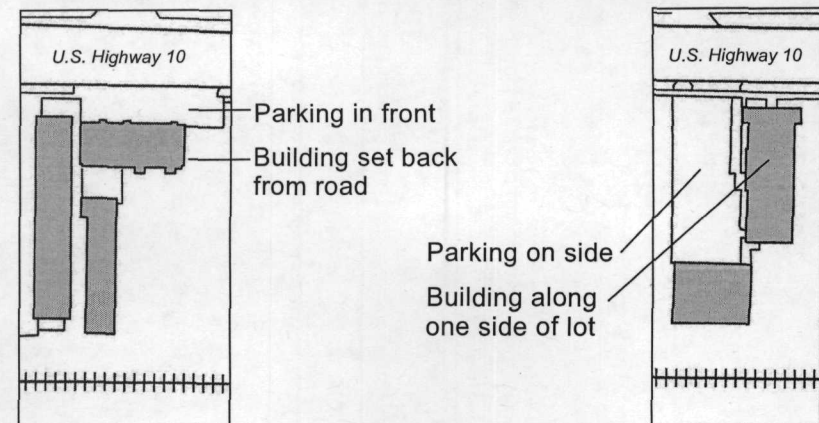 U.S. Highway 10
Parking in front
Building set back
from road
U.S. Highway 10
Parking on side
Building along
one side of lot